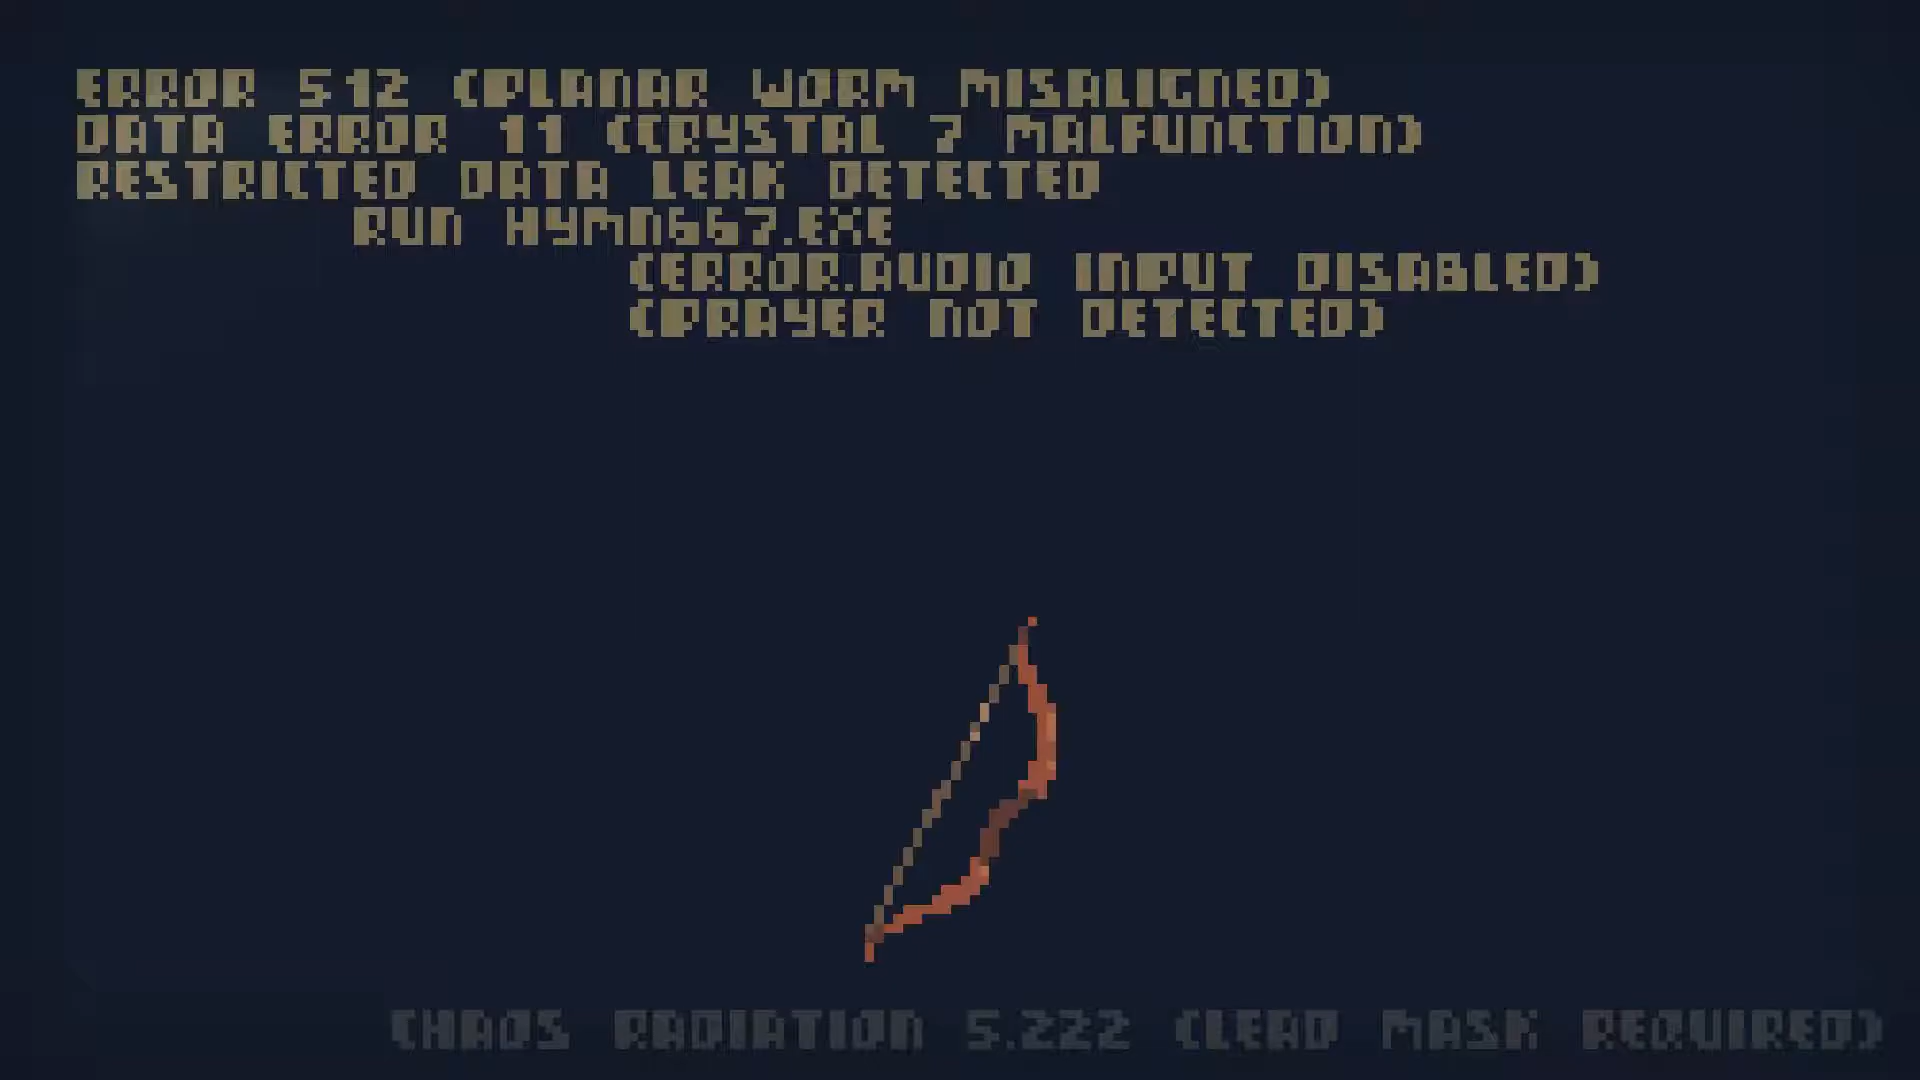 ERROR 512 (PLANAR WORM MISALIGNED)
DATA ERROR 11 (CRYSTAL 7 MALFUNCTION)
RESTRICTED DATA LEAK DETECTED
RUN HYMN667.EXE
(ERROR.AUDIO INPUT DISABLED)
(PRAYER NOT DETECTED)
CHAOS RADIATION 5.222 (LEAD MASK REQUIRED)